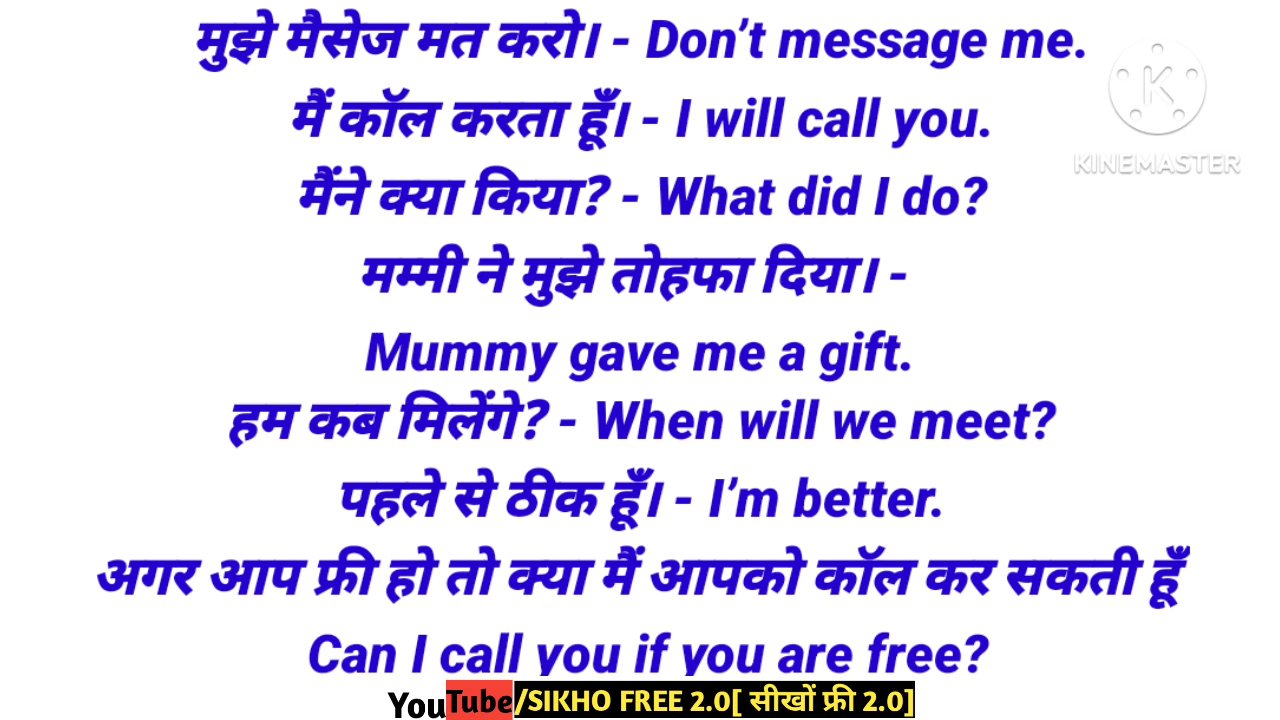 मुझे मैसेज मत करो। - Don’t message me.
मैं कॉल करता हूँ। - I will call you.
मैंने क्या किया? - What did I do?
मम्मी ने मुझे तोहफा दिया। -
Mummy gave me a gift.
हम कब मिलेंगे? - When will we meet?
पहले से ठीक हूँ। - I’m better.
अगर आप फ्री हो तो क्या मैं आपको कॉल कर सकती हूँ
Can I call you if you are free?
K
KINEMASTER
YouTube/SIKHO FREE 2.0[ सीखों फ्री 2.0]